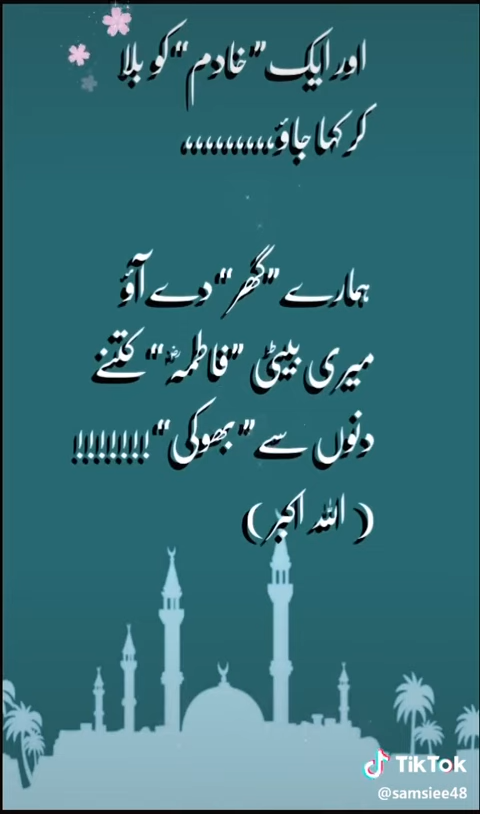 اور ایک "خادم" کو بلا
کر کہا جاؤ،،،،،،،،،،
ہمارے "گھر" دے آؤ
میری بیٹی "فاطمہؓ" کتنے
دنوں سے "بھوکی" !!!!!!!!
( اللہ اکبر )
TikTok
@samsiee48